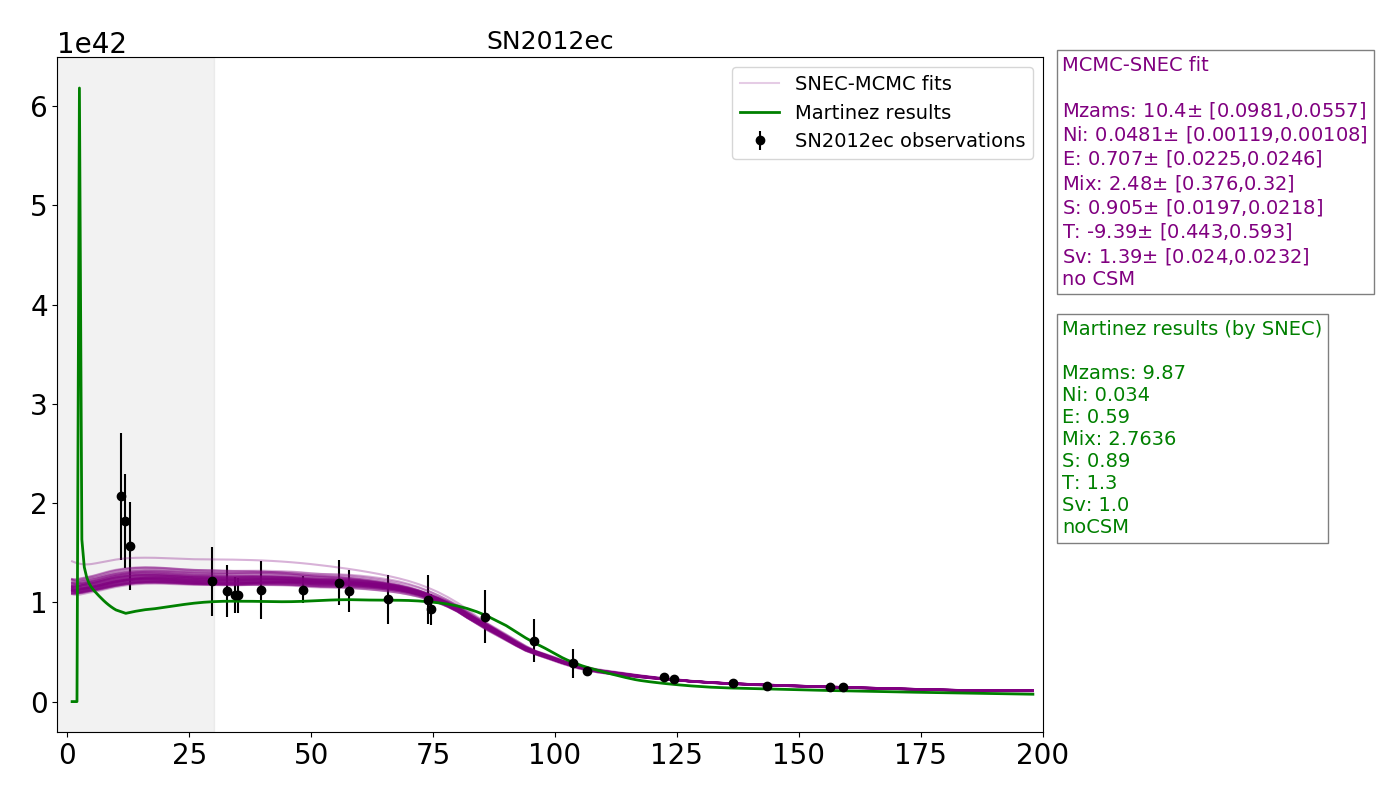 SN2012ec
1e42
6
5
4
3
2
1
0
0 25 50 75 100 125 150 175 200
SNEC-MCMC fits
Martinez results
SN2012ec observations
MCMC-SNEC fit
Mzams: 10.4± [0.0981,0.0557]
Ni: 0.0481± [0.00119,0.00108]
E: 0.707± [0.0225,0.0246]
Mix: 2.48± [0.376,0.32]
S: 0.905± [0.0197,0.0218]
T: -9.39± [0.443,0.593]
Sv: 1.39± [0.024,0.0232]
no CSM
Martinez results (by SNEC)
Mzams: 9.87
Ni: 0.034
E: 0.59
Mix: 2.7636
S: 0.89
T: 1.3
Sv: 1.0
noCSM